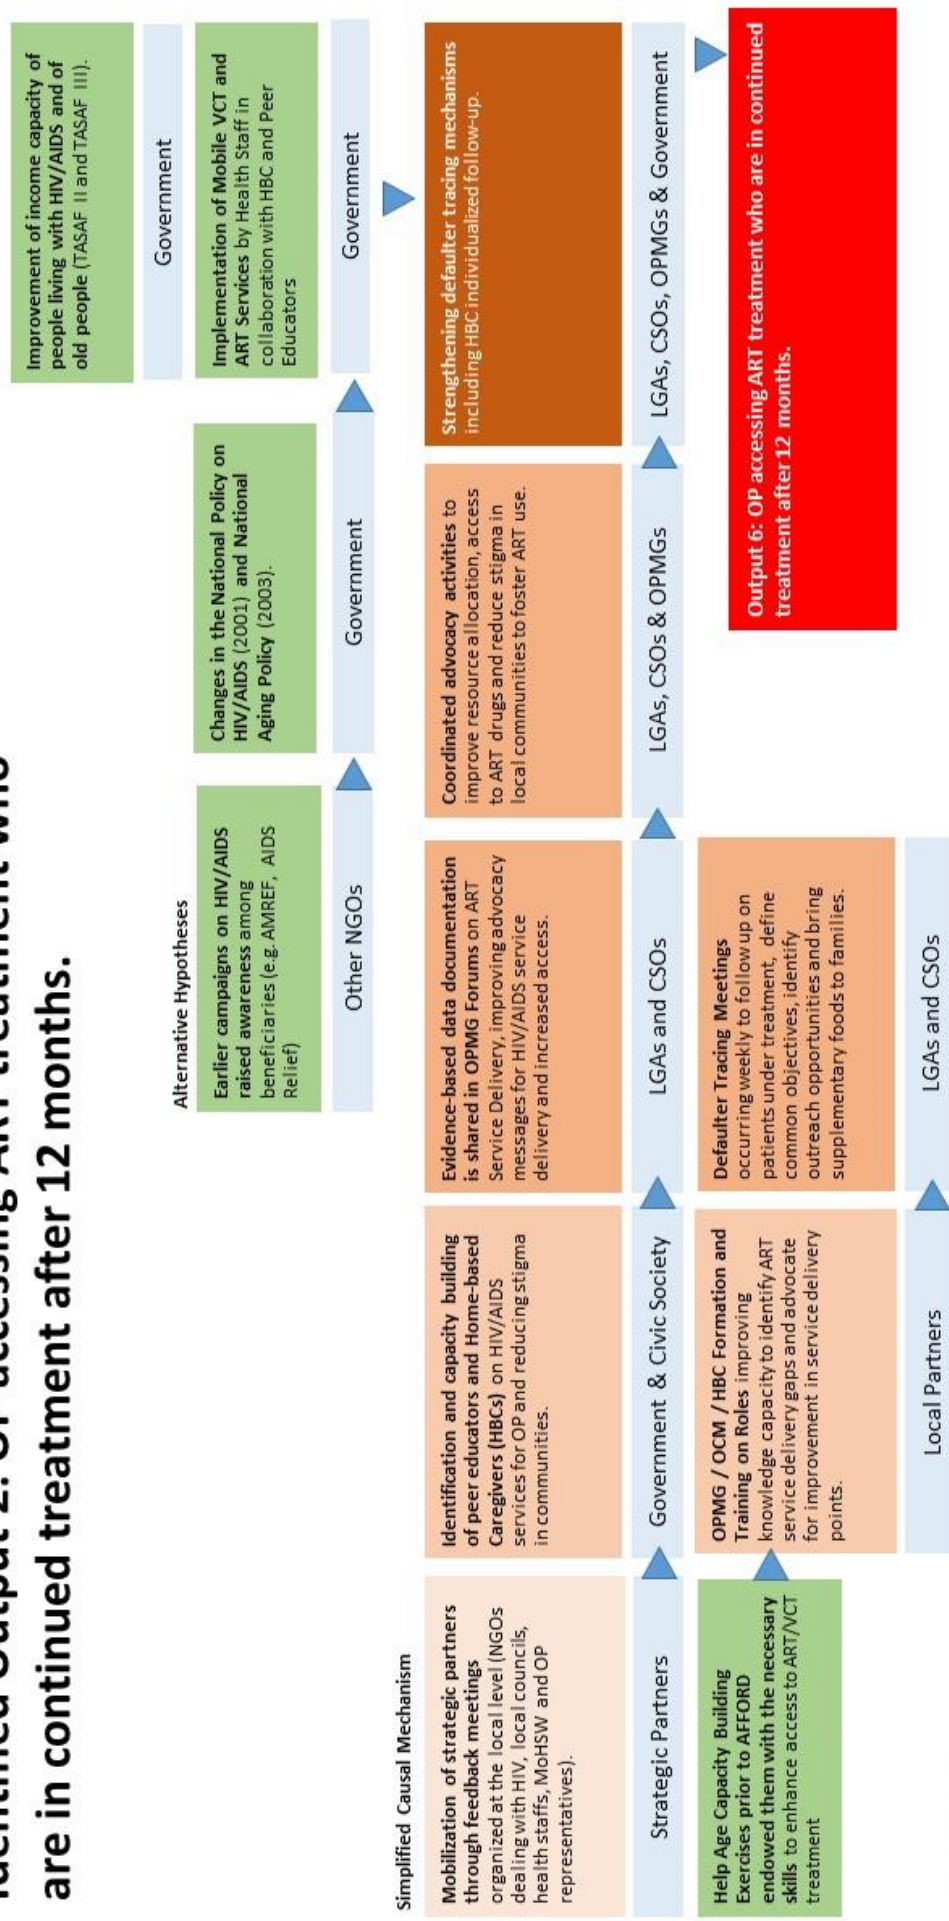 Identified Output 2: OP accessing ART treatment who
are in continued treatment after 12 months.
Improvement of income capacity of
people living with HIV/AIDS and of
old people (TASAF II and TASAF III).
Government
Alternative Hypotheses
Earlier campaigns on HIV/AIDS
raised awareness among
beneficiaries (e.g. AMREF, AIDS
Relief)
Other NGOs
Changes in the National Policy on
HIV/AIDS (2001) and National
Aging Policy (2003).
Government
Implementation of Mobile VCT and
ART Services by Health Staff in
collaboration with HBC and Peer
Educators
Government
Simplified Causal Mechanism
Mobilization of strategic partners
through feedback meetings
organized at the local level (NGOs
dealing with HIV, local councils,
health staffs, MoHSW and OP
representatives).
Strategic Partners
Identification and capacity building
of peer educators and Home-based
Caregivers (HBCs) on HIV/AIDS
services for OP and reducing stigma
in communities.
Government & Civic Society
Evidence-based data documentation
is shared in OPMG Forums on ART
Service Delivery, improving advocacy
messages for HIV/AIDS service
delivery and increased access.
LGAs and CSOs
Coordinated advocacy activities to
improve resource allocation, access
to ART drugs and reduce stigma in
local communities to foster ART use.
LGAs, CSOs & OPMGs
Strengthening defaulter tracing mechanisms
including HBC individualized follow-up.
LGAs, CSOs, OPMGs & Government
Help Age Capacity Building
Exercises prior to AFFORD
endowed them with the necessary
skills to enhance access to ART/VCT
treatment
OPMG / OCM / HBC Formation and
Training on Roles improving
knowledge capacity to identify ART
service delivery gaps and advocate
for improvement in service delivery
points.
Local Partners
Defaulter Tracing Meetings
occurring weekly to follow up on
patients under treatment, define
common objectives, identify
outreach opportunities and bring
supplementary foods to families.
LGAs and CSOs
Output 6: OP accessing ART treatment who are in continued
treatment after 12 months.